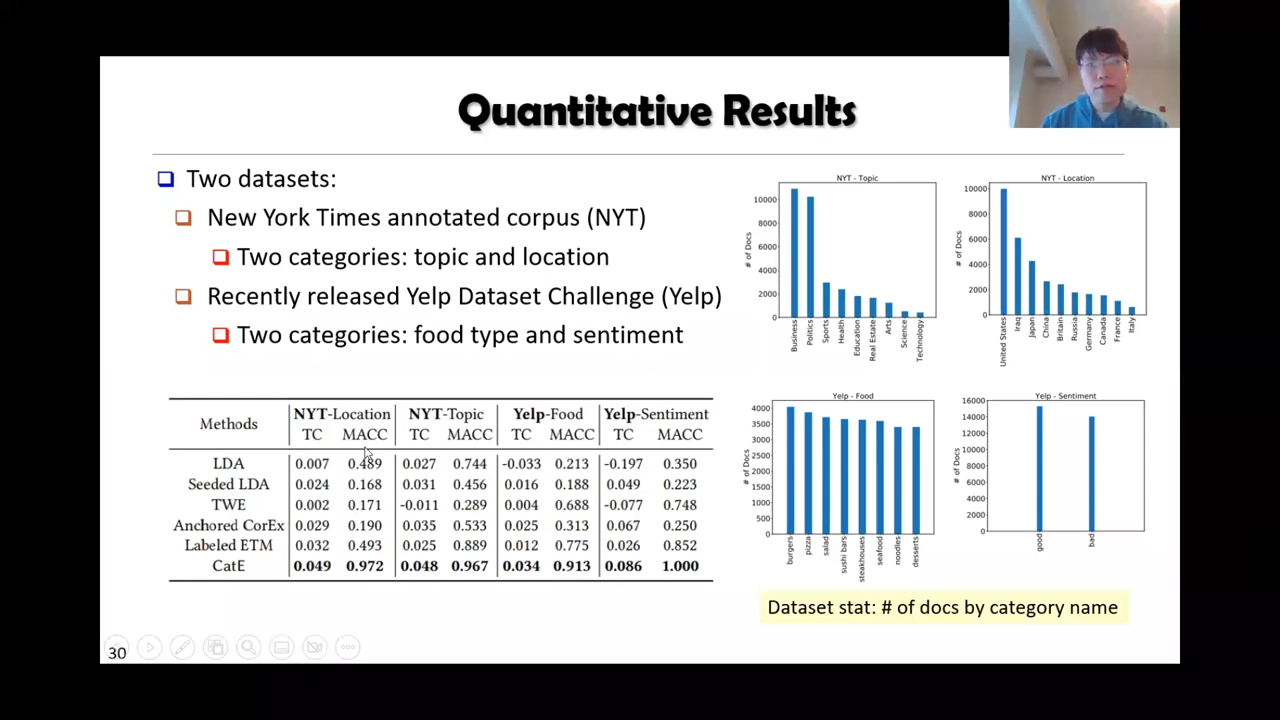 Quantitative Results
Two datasets:
New York Times annotated corpus (NYT)
Two categories: topic and location
Recently released Yelp Dataset Challenge (Yelp)
Two categories: food type and sentiment
Methods NYT-Location NYT-Topic Yelp-Food Yelp-Sentiment
TC MACC TC MACC TC MACC TC MACC
LDA 0.007 0.489 0.027 0.744 -0.033 0.213 -0.197 0.350
Seeded LDA 0.024 0.168 0.031 0.456 0.016 0.188 0.049 0.223
TWE 0.002 0.171 -0.011 0.289 0.004 0.688 -0.077 0.748
Anchored CorEx 0.029 0.190 0.035 0.533 0.025 0.313 0.067 0.250
Labeled ETM 0.032 0.493 0.025 0.889 0.012 0.775 0.026 0.852
CatE 0.049 0.972 0.048 0.967 0.034 0.913 0.086 1.000
NYT - Topic
# of Docs
10000
8000
6000
4000
2000
0
Business
Politics
Sports
Health
Education
Real Estate
Arts
Science
Technology
NYT - Location
# of Docs
10000
8000
6000
4000
2000
0
United States
Iraq
Japan
China
Britain
Russia
Germany
Canada
France
Italy
Yelp - Food
# of Docs
4000
3500
3000
2500
2000
1500
1000
500
0
burgers
pizza
salad
sushi bars
steakhouses
seafood
noodles
desserts
Yelp - Sentiment
# of Docs
16000
14000
12000
10000
8000
6000
4000
2000
0
good
bad
Dataset stat: # of docs by category name
30